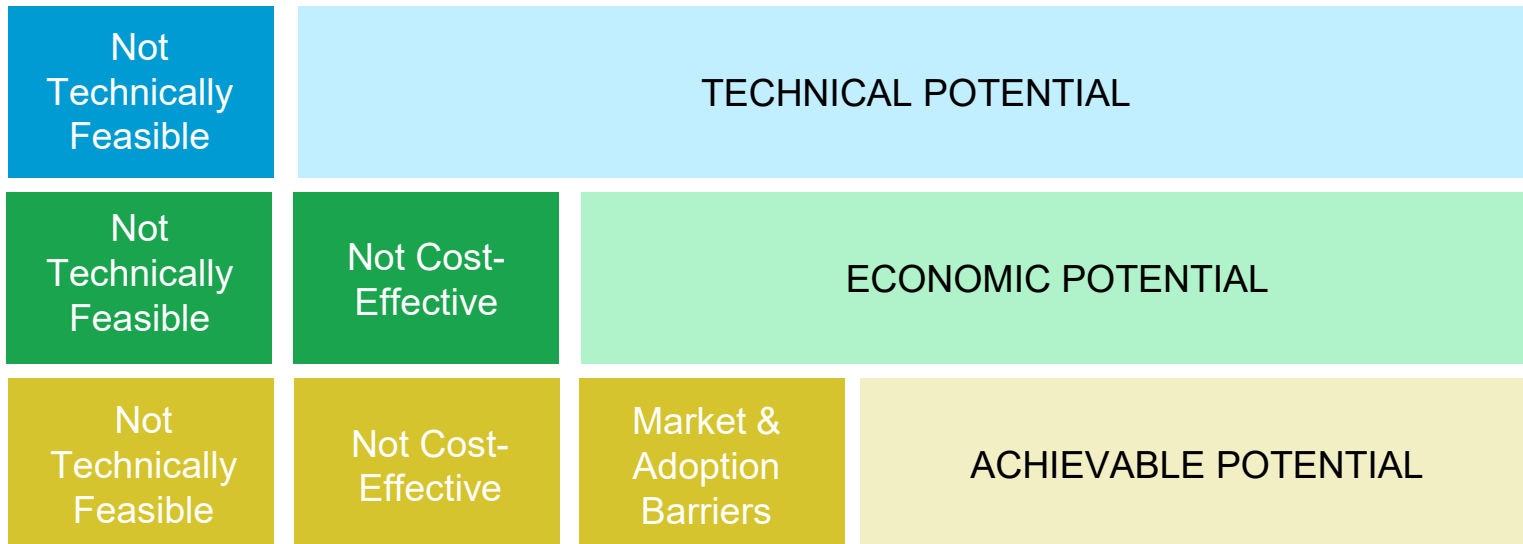 Not
Technically
Feasible
TECHNICAL POTENTIAL
Not
Technically
Feasible
Not Cost-
Effective
ECONOMIC POTENTIAL
Not
Technically
Feasible
Not Cost-
Effective
Market &
Adoption
Barriers
ACHIEVABLE POTENTIAL